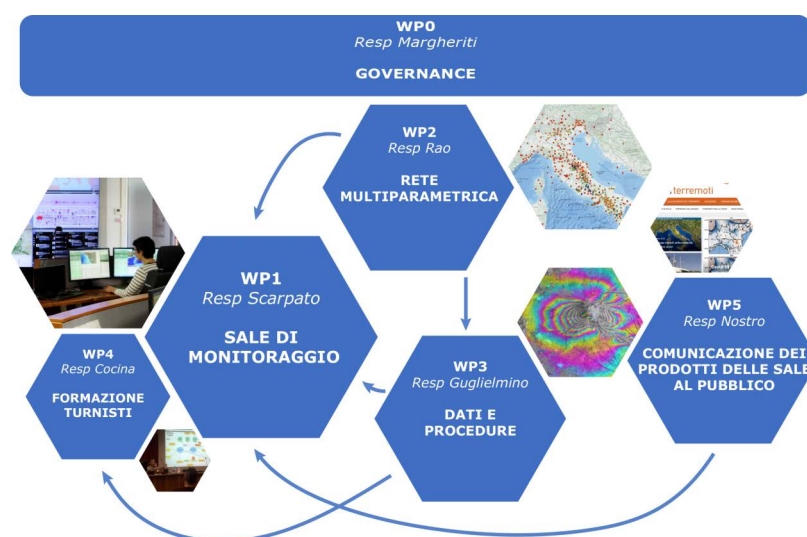 WP0
Resp Margheriti
GOVERNANCE
WP2
Resp Rao
RETE
MULTIPARAMETRICA
terremoti
WP1
Resp Scarpato
SALE DI
MONITORAGGIO
WP5
Resp Nostro
COMUNICAZIONE DEI
PRODOTTI DELLE SALE
AL PUBBLICO
WP4
Resp Cocina
FORMAZIONE
TURNISTI
WP3
Resp Guglielmino
DATI E
PROCEDURE